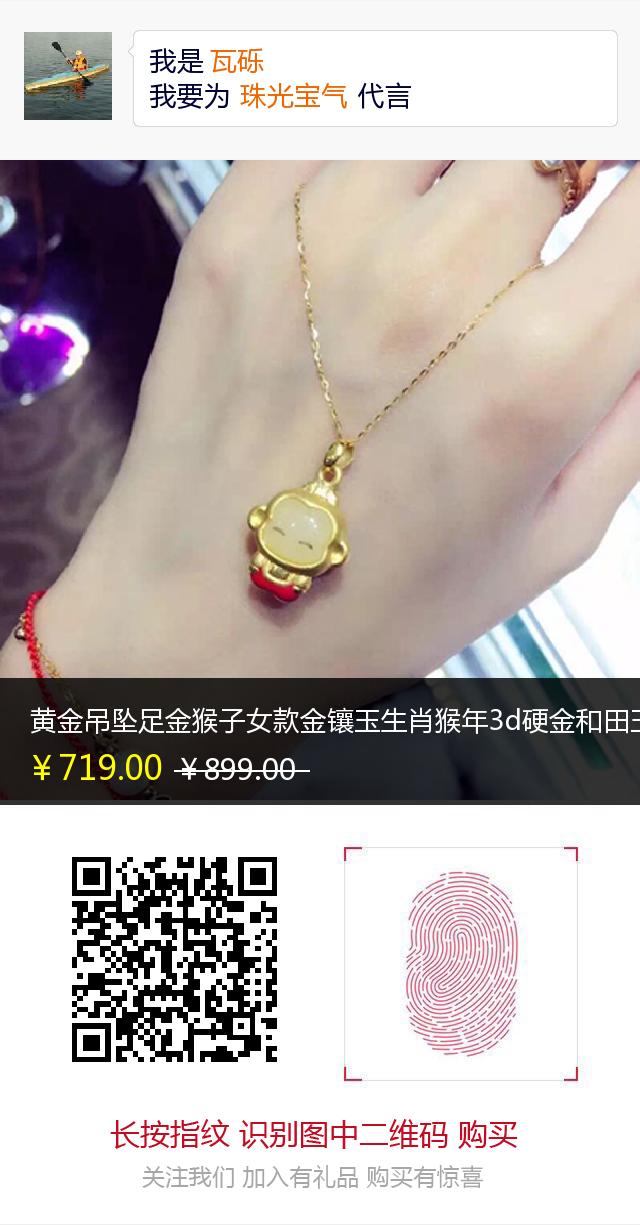 我是 瓦砾
我要为 珠光宝气 代言
黄金吊坠足金猴子女款金镶玉生肖猴年3d硬金和田玉
￥719.00 ￥899.00
长按指纹 识别图中二维码 购买
关注我们 加入有礼品 购买有惊喜